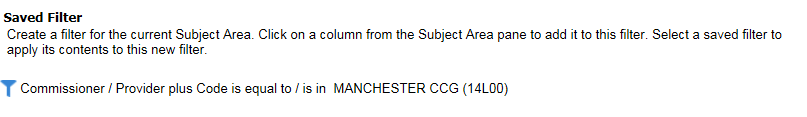 Saved Filter
Create a filter for the current Subject Area. Click on a column from the Subject Area pane to add it to this filter. Select a saved filter to
apply its contents to this new filter.
Commissioner / Provider plus Code is equal to / is in MANCHESTER CCG (14L00)